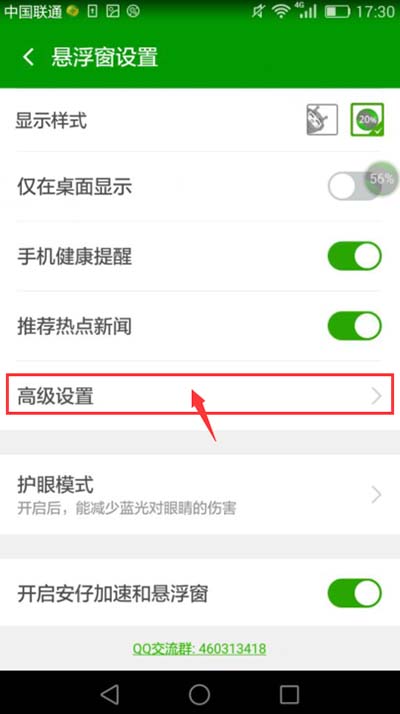 中国联通 4G 17:30
悬浮窗设置
显示样式 20%
仅在桌面显示 56%
手机健康提醒
推荐热点新闻
高级设置
护眼模式
开启后，能减少蓝光对眼睛的伤害
开启安仔加速和悬浮窗
QQ交流群: 460313418